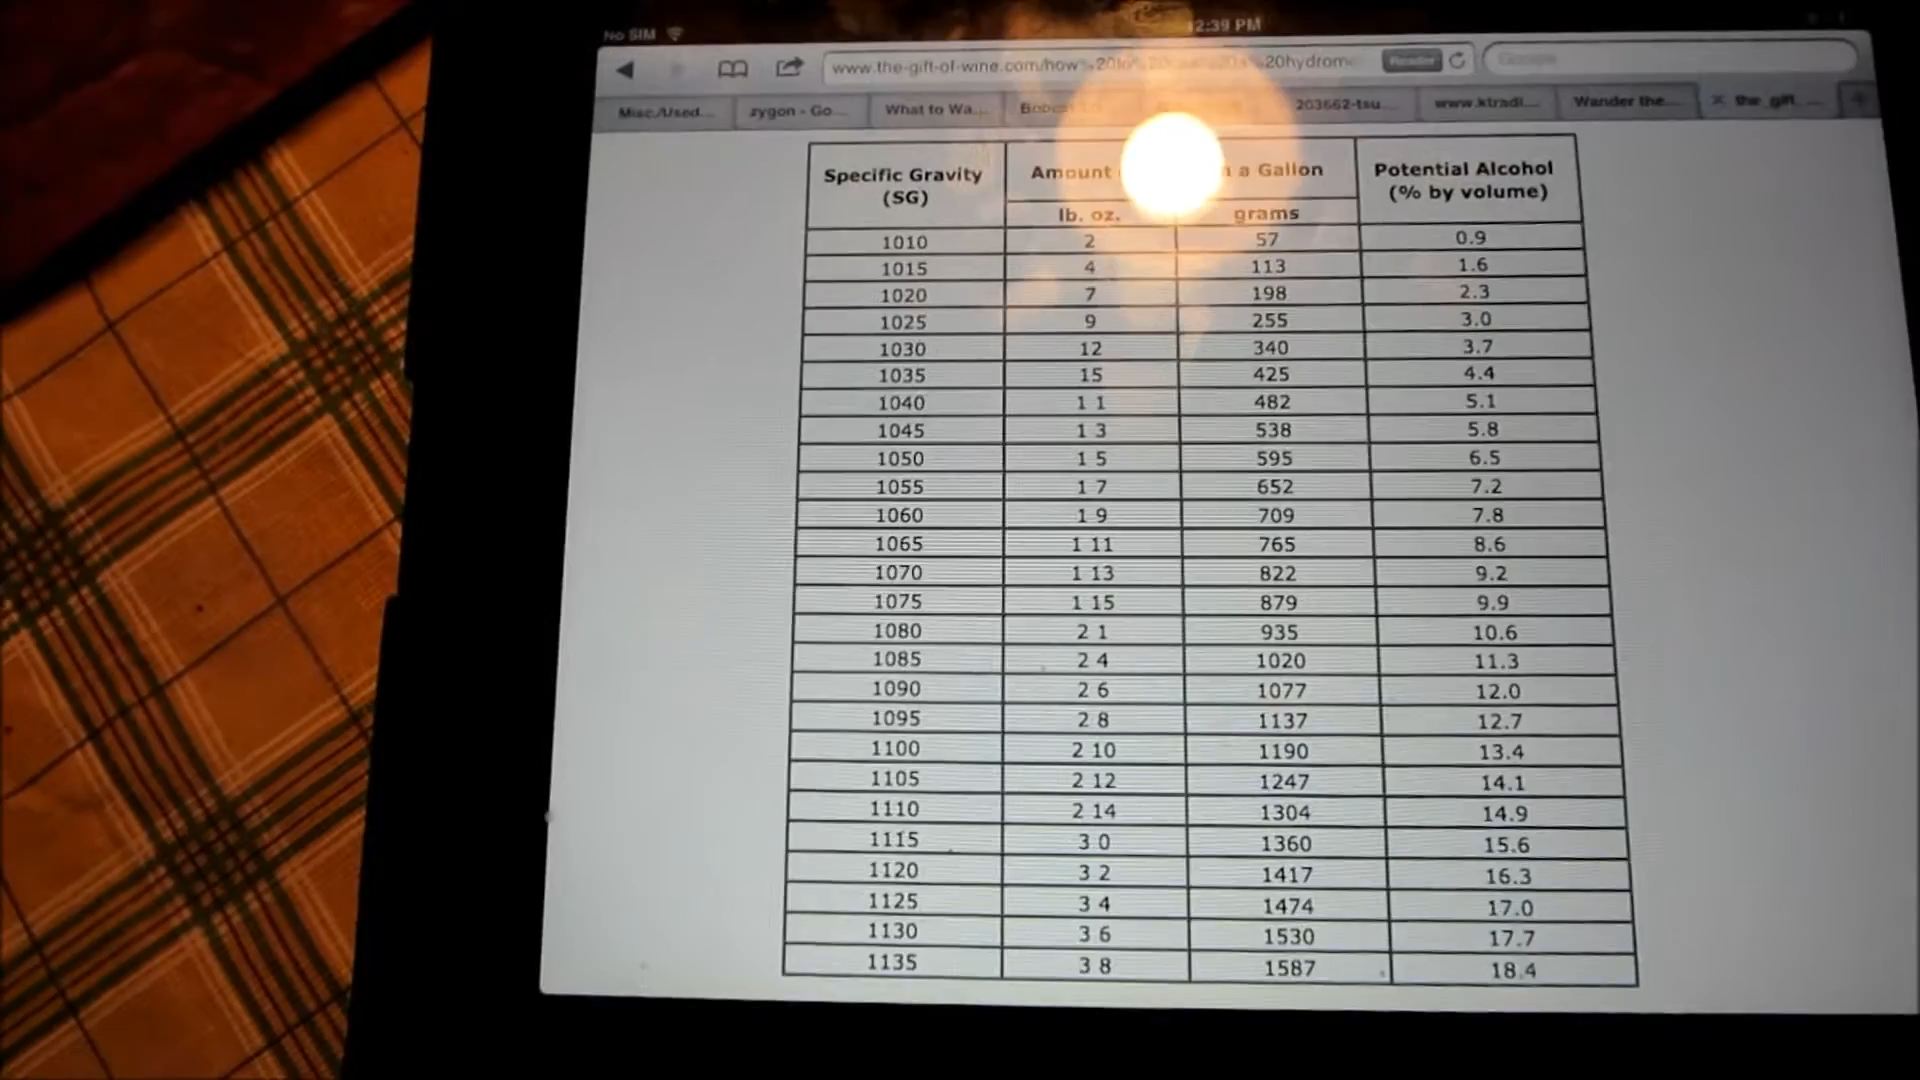 No SIM 2:39 PM
www.the-gift-of-wine.com/how%20to 20hydrome Reader Google
Misc./Used... zygon - Go... What to Wa... 203662-tsu... www.ktradi... Wander the... the_gift_...
Specific Gravity (SG) Amount a Gallon Potential Alcohol (% by volume)
lb. oz. grams
1010 2 57 0.9
1015 4 113 1.6
1020 7 198 2.3
1025 9 255 3.0
1030 12 340 3.7
1035 15 425 4.4
1040 1 1 482 5.1
1045 1 3 538 5.8
1050 1 5 595 6.5
1055 1 7 652 7.2
1060 1 9 709 7.8
1065 1 11 765 8.6
1070 1 13 822 9.2
1075 1 15 879 9.9
1080 2 1 935 10.6
1085 2 4 1020 11.3
1090 2 6 1077 12.0
1095 2 8 1137 12.7
1100 2 10 1190 13.4
1105 2 12 1247 14.1
1110 2 14 1304 14.9
1115 3 0 1360 15.6
1120 3 2 1417 16.3
1125 3 4 1474 17.0
1130 3 6 1530 17.7
1135 3 8 1587 18.4